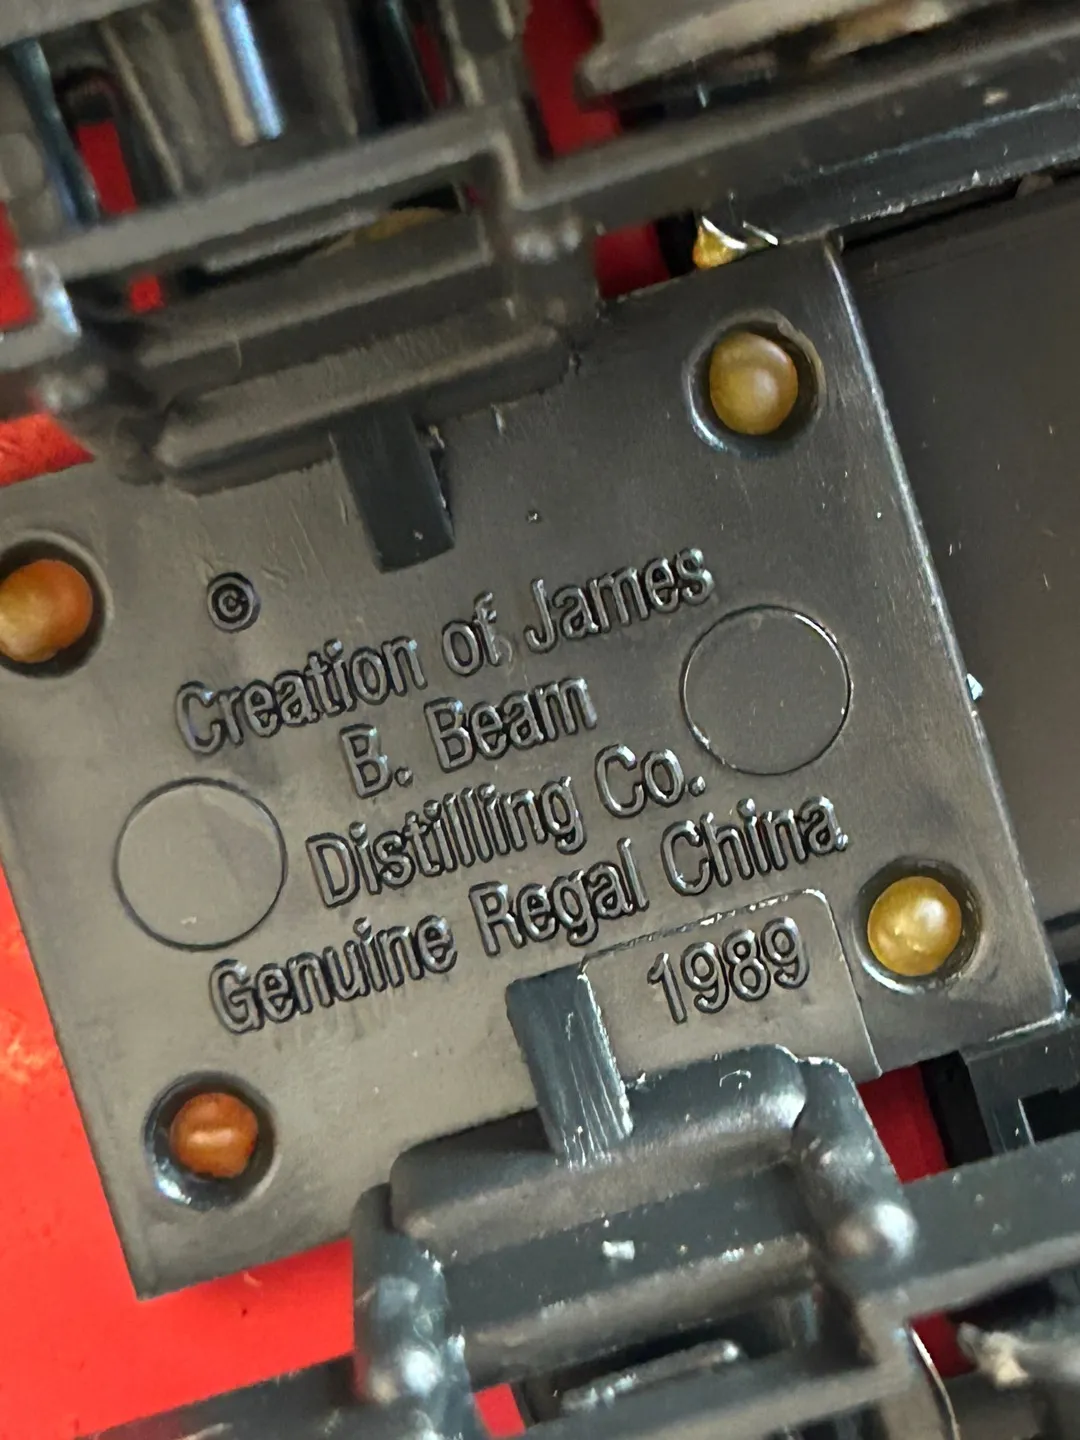 ©
Creation of James
B. Beam
Distilling Co.
Genuine Regal China
1989